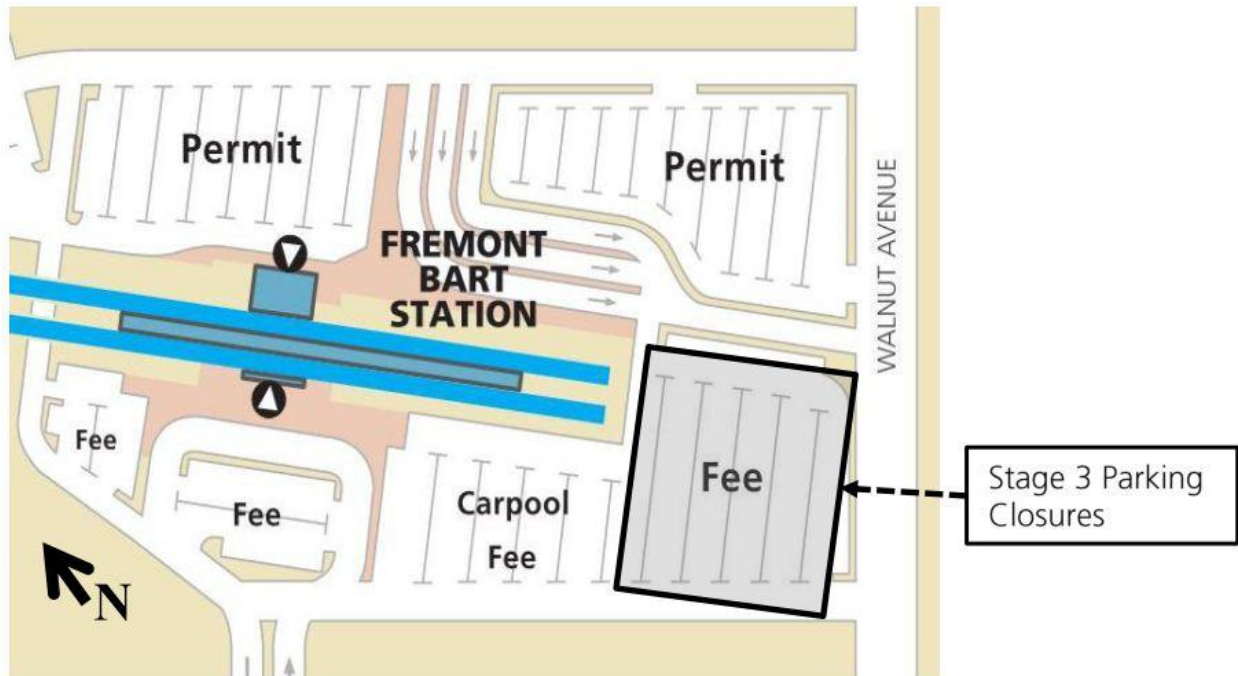 Permit
Permit
WALNUT AVENUE
FREMONT
BART
STATION
Fee
Fee
Carpool
Fee
Fee
Stage 3 Parking
Closures
N